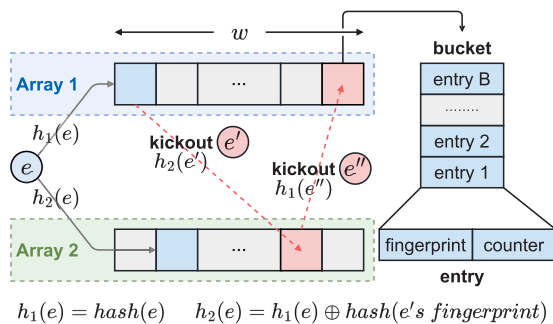 w
bucket
Array 1
...
entry B
........
entry 2
entry 1
h₁(e)
kickout e′
h₂(e′)
e
kickout e″
h₁(e″)
h₂(e)
Array 2
...
fingerprint counter
entry
h₁(e) = hash(e) h₂(e) = h₁(e) ⊕ hash(e's fingerprint)